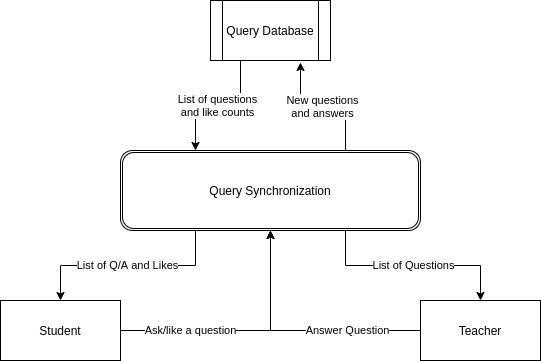 Query Database
List of questions
and like counts
New questions
and answers
Query Synchronization
List of Q/A and Likes
List of Questions
Student
Ask/like a question
Answer Question
Teacher